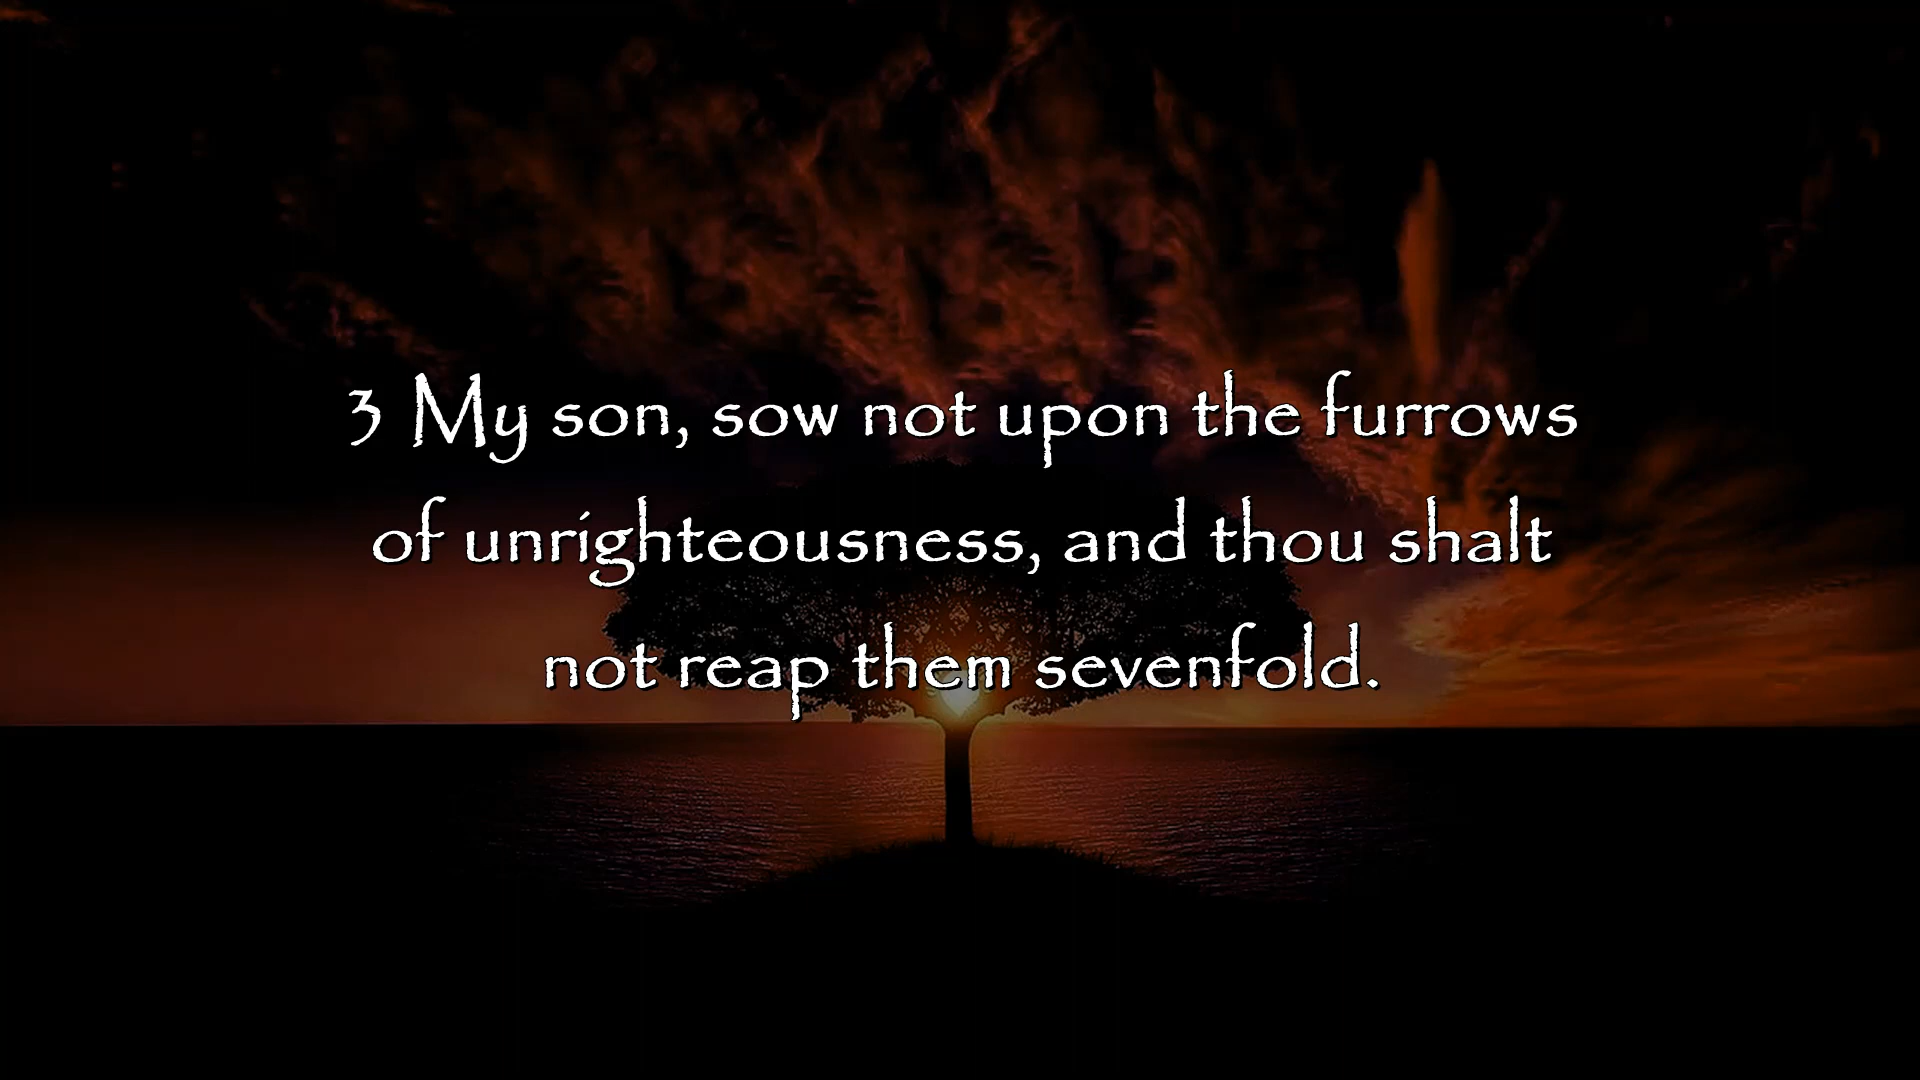 3 My son, sow not upon the furrows
of unrighteousness, and thou shalt
not reap them sevenfold.